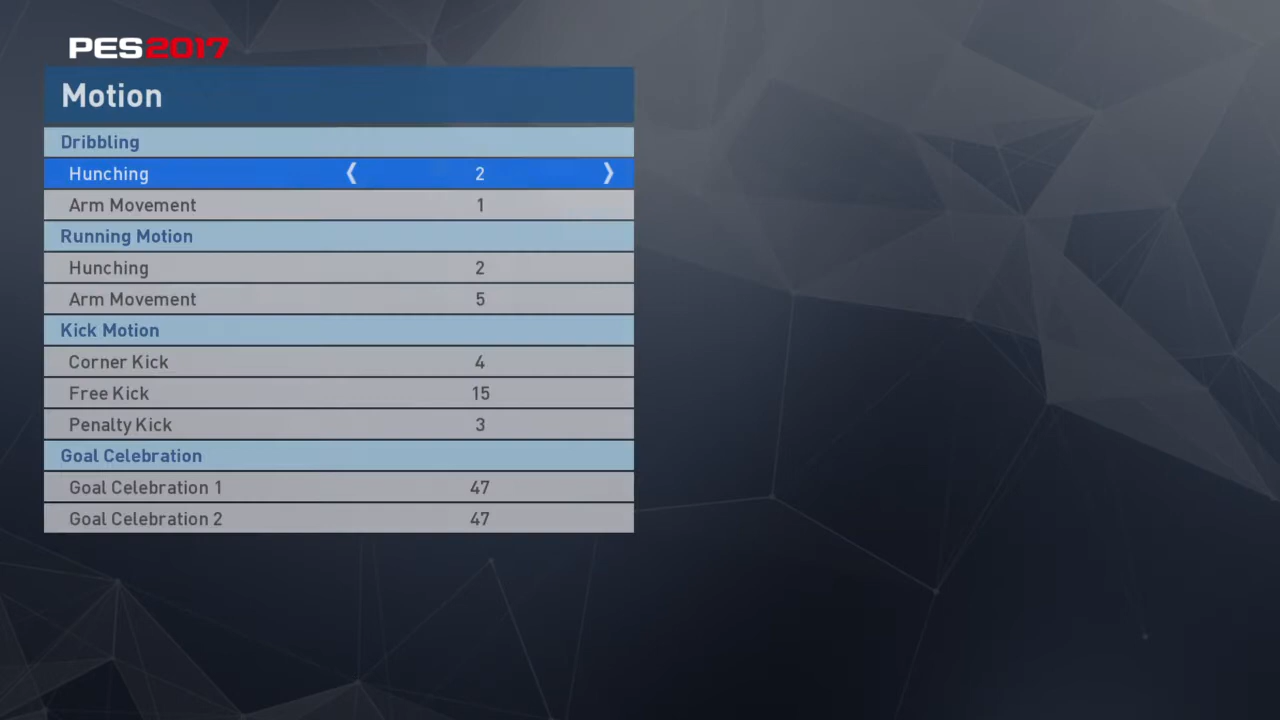 PES2017
Motion
Dribbling
Hunching 2
Arm Movement 1
Running Motion
Hunching 2
Arm Movement 5
Kick Motion
Corner Kick 4
Free Kick 15
Penalty Kick 3
Goal Celebration
Goal Celebration 1 47
Goal Celebration 2 47